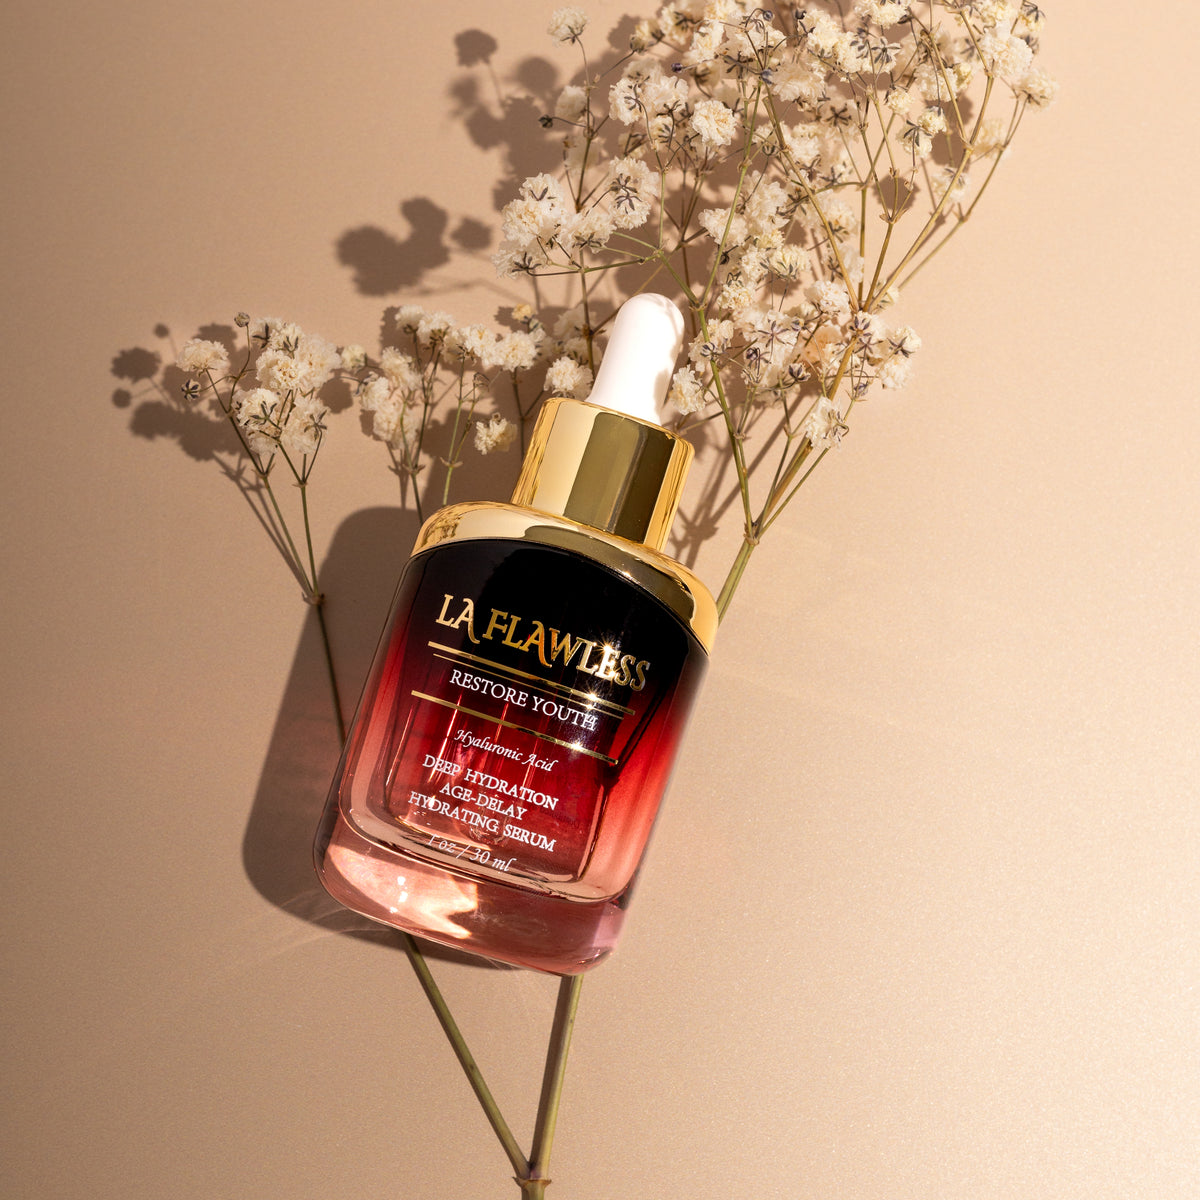 LA FLAWLESS
RESTORE YOUTH
Hyaluronic Acid
DEEP HYDRATION
AGE-DELAY
HYDRATING SERUM
1 oz / 30 ml